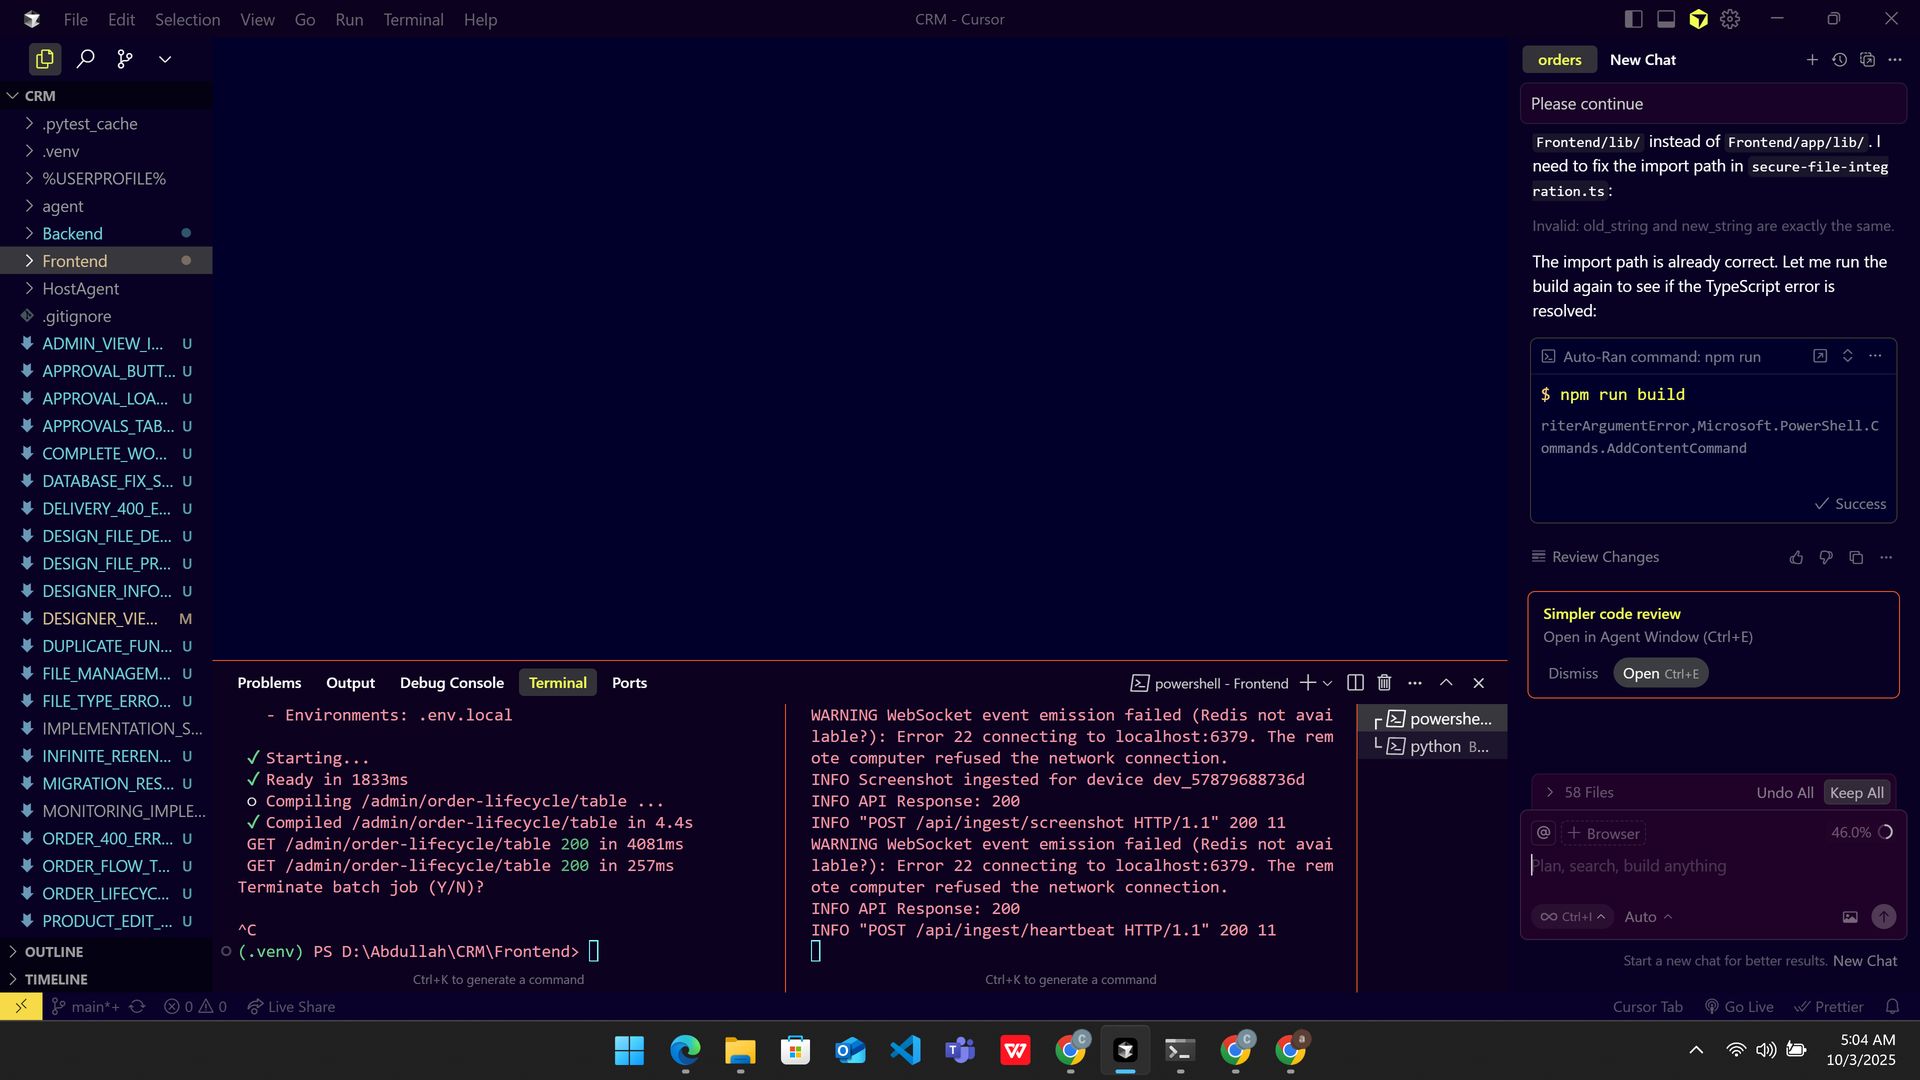 File Edit Selection View Go Run Terminal Help
CRM - Cursor
CRM
.pytest_cache
.venv
%USERPROFILE%
agent
Backend
Frontend
HostAgent
.gitignore
ADMIN_VIEW_I... U
APPROVAL_BUTT... U
APPROVAL_LOA... U
APPROVALS_TAB... U
COMPLETE_WO... U
DATABASE_FIX_S... U
DELIVERY_400_E... U
DESIGN_FILE_DE... U
DESIGN_FILE_PR... U
DESIGNER_INFO... U
DESIGNER_VIE... M
DUPLICATE_FUN... U
FILE_MANAGEM... U
FILE_TYPE_ERRO... U
IMPLEMENTATION_S...
INFINITE_REREN... U
MIGRATION_RES... U
MONITORING_IMPLE...
ORDER_400_ERR... U
ORDER_FLOW_T... U
ORDER_LIFECYC... U
PRODUCT_EDIT_... U
OUTLINE
TIMELINE
Problems Output Debug Console Terminal Ports
powershell - Frontend
- Environments: .env.local
✓ Starting...
✓ Ready in 1833ms
○ Compiling /admin/order-lifecycle/table ...
✓ Compiled /admin/order-lifecycle/table in 4.4s
GET /admin/order-lifecycle/table 200 in 4081ms
GET /admin/order-lifecycle/table 200 in 257ms
Terminate batch job (Y/N)?
^C
(.venv) PS D:\Abdullah\CRM\Frontend>
Ctrl+K to generate a command
WARNING WebSocket event emission failed (Redis not avai
lable?): Error 22 connecting to localhost:6379. The rem
ote computer refused the network connection.
INFO Screenshot ingested for device dev_57879688736d
INFO API Response: 200
INFO "POST /api/ingest/screenshot HTTP/1.1" 200 11
WARNING WebSocket event emission failed (Redis not avai
lable?): Error 22 connecting to localhost:6379. The rem
ote computer refused the network connection.
INFO API Response: 200
INFO "POST /api/ingest/heartbeat HTTP/1.1" 200 11
Ctrl+K to generate a command
powershe...
python B...
orders New Chat
Please continue
Frontend/lib/ instead of Frontend/app/lib/. I
need to fix the import path in secure-file-integ
ration.ts:
Invalid: old_string and new_string are exactly the same.
The import path is already correct. Let me run the
build again to see if the TypeScript error is
resolved:
Auto-Ran command: npm run
$ npm run build
riterArgumentError,Microsoft.PowerShell.C
ommands.AddContentCommand
Success
Review Changes
Simpler code review
Open in Agent Window (Ctrl+E)
Dismiss Open Ctrl+E
58 Files Undo All Keep All
@ + Browser 46.0%
Plan, search, build anything
∞ Ctrl+I Auto
Start a new chat for better results. New Chat
main*+ 0 0 Live Share
Cursor Tab Go Live Prettier
5:04 AM
10/3/2025